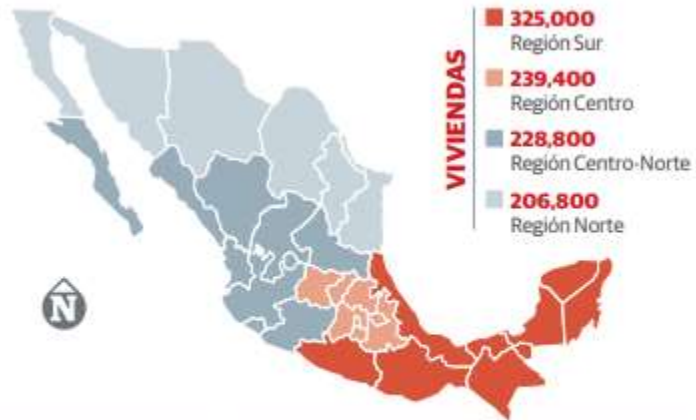 VIVIENDAS
325,000
Región Sur
239,400
Región Centro
228,800
Región Centro-Norte
206,800
Región Norte
N